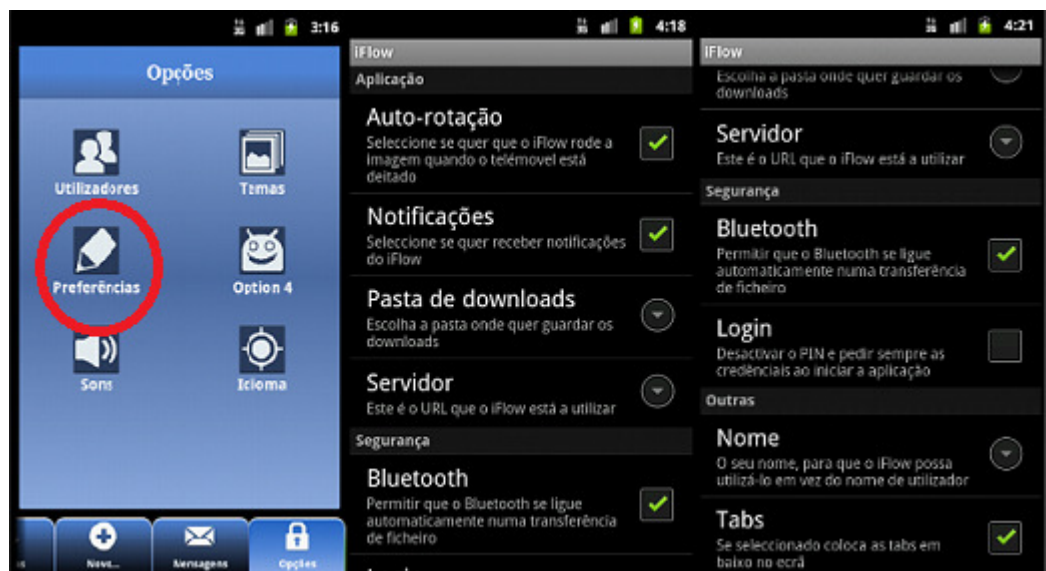 3:16
Opções
Utilizadores
Temas
Preferências
Option 4
Sons
Icioma
Novo...
Mensagens
Opções
4:18
iFlow
Aplicação
Auto-rotação
Seleccione se quer que o iFlow rode a
imagem quando o telémovel está
deitado
Notificações
Seleccione se quer receber notificações
do iFlow
Pasta de downloads
Escolha a pasta onde quer guardar os
downloads
Servidor
Este é o URL que o iFlow está a utilizar
Segurança
Bluetooth
Permitir que o Bluetooth se ligue
automaticamente numa transferência
de ficheiro
4:21
iFlow
Escolha a pasta onde quer guardar os
downloads
Servidor
Este é o URL que o iFlow está a utilizar
Segurança
Bluetooth
Permitir que o Bluetooth se ligue
automaticamente numa transferência
de ficheiro
Login
Desactivar o PIN e pedir sempre as
credênciais ao iniciar a aplicação
Outras
Nome
O seu nome, para que o iFlow possa
utilizá-lo em vez do nome de utilizador
Tabs
Se seleccionado coloca as tabs em
baixo no ecrã